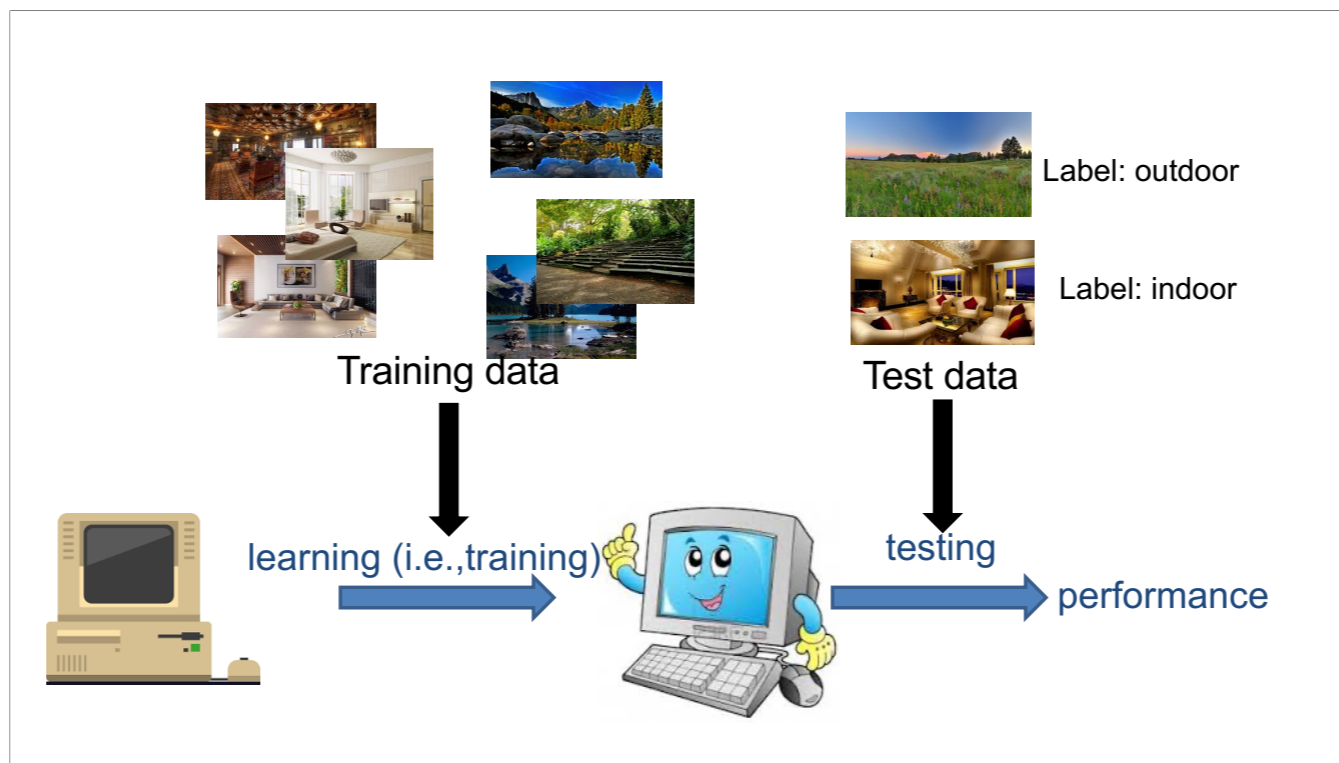 Label: outdoor
Label: indoor
Training data
Test data
learning (i.e.,training)
testing
performance